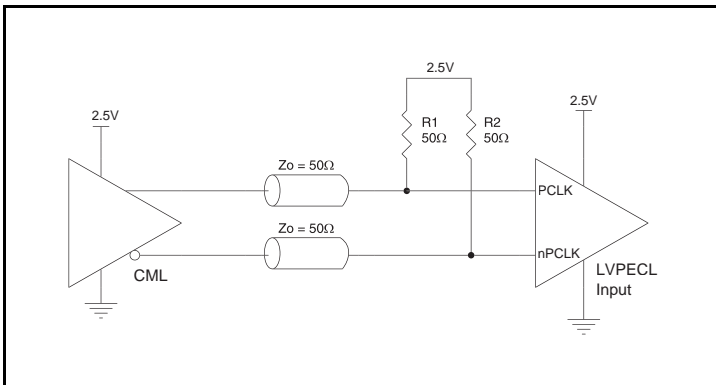 2.5V
2.5V
2.5V
R1
50Ω
R2
50Ω
Zo = 50Ω
PCLK
Zo = 50Ω
nPCLK
CML
LVPECL
Input